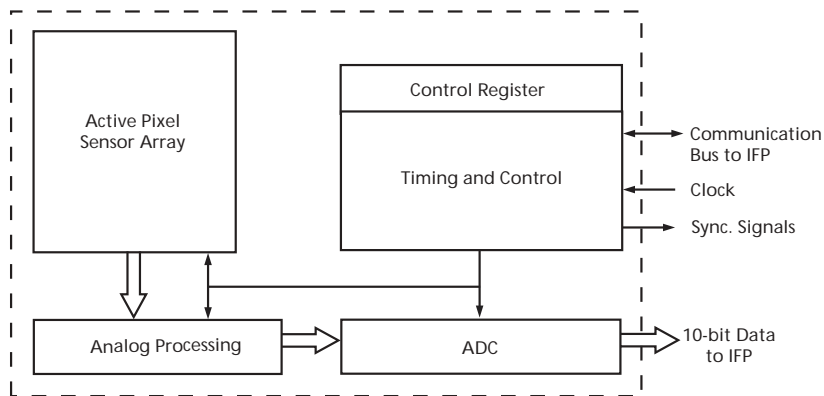 Active Pixel
Sensor Array
Control Register
Timing and Control
Communication
Bus to IFP
Clock
Sync. Signals
Analog Processing
ADC
10-bit Data
to IFP